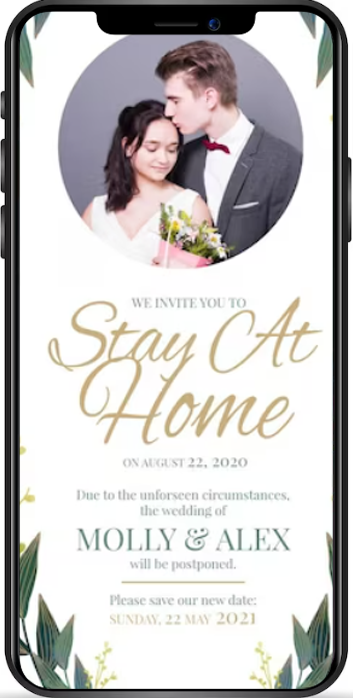 WE INVITE YOU TO
Stay At
Home
ON AUGUST 22, 2020
Due to the unforseen circumstances,
the wedding of
MOLLY & ALEX
will be postponed.
Please save our new date:
SUNDAY, 22 MAY 2021